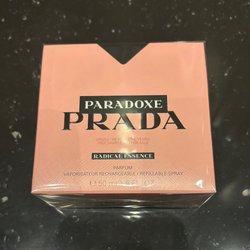 PARADOXE
PRADA
RADICAL ESSENCE
PARFUM
VAPORISATEUR RECHARGEABLE / REFILLABLE SPRAY